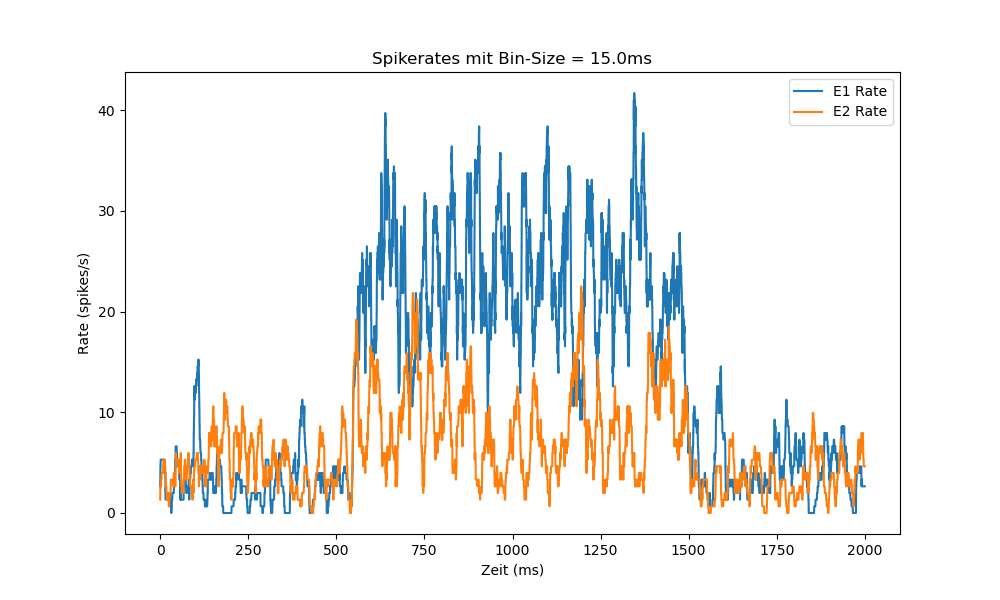 Spikerates mit Bin-Size = 15.0ms
E1 Rate
E2 Rate
Rate (spikes/s)
40
30
20
10
0
0 250 500 750 1000 1250 1500 1750 2000
Zeit (ms)